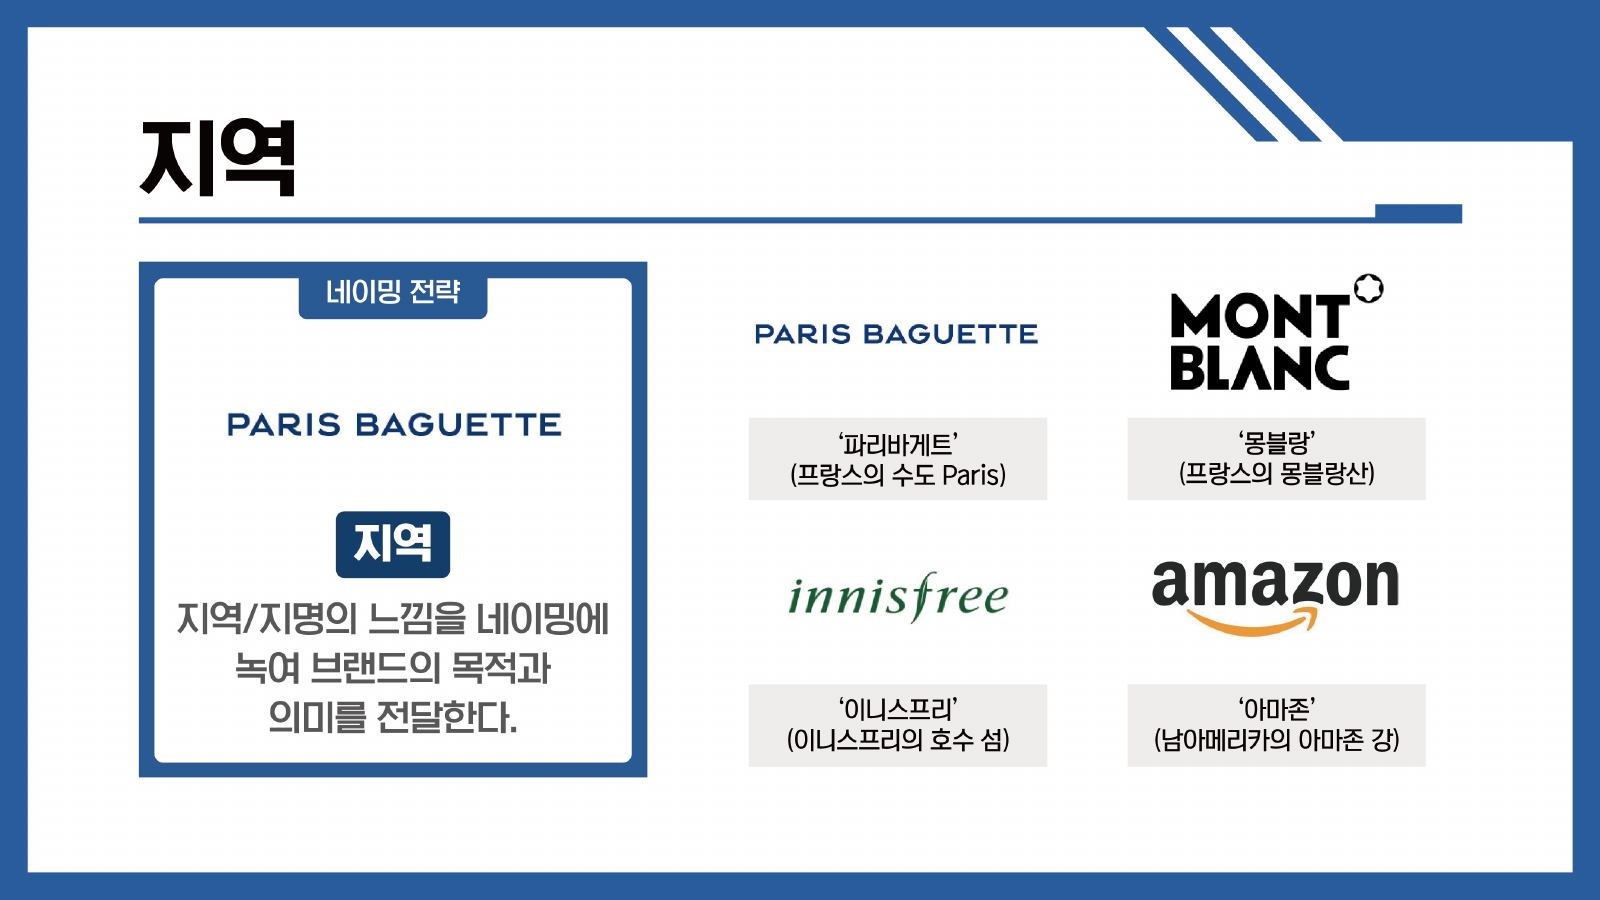 지역
네이밍 전략
PARIS BAGUETTE
지역
지역/지명의 느낌을 네이밍에
녹여 브랜드의 목적과
의미를 전달한다.
PARIS BAGUETTE
‘파리바게트’
(프랑스의 수도 Paris)
MONT
BLANC
‘몽블랑’
(프랑스의 몽블랑산)
innisfree
‘이니스프리’
(이니스프리의 호수 섬)
amazon
‘아마존’
(남아메리카의 아마존 강)